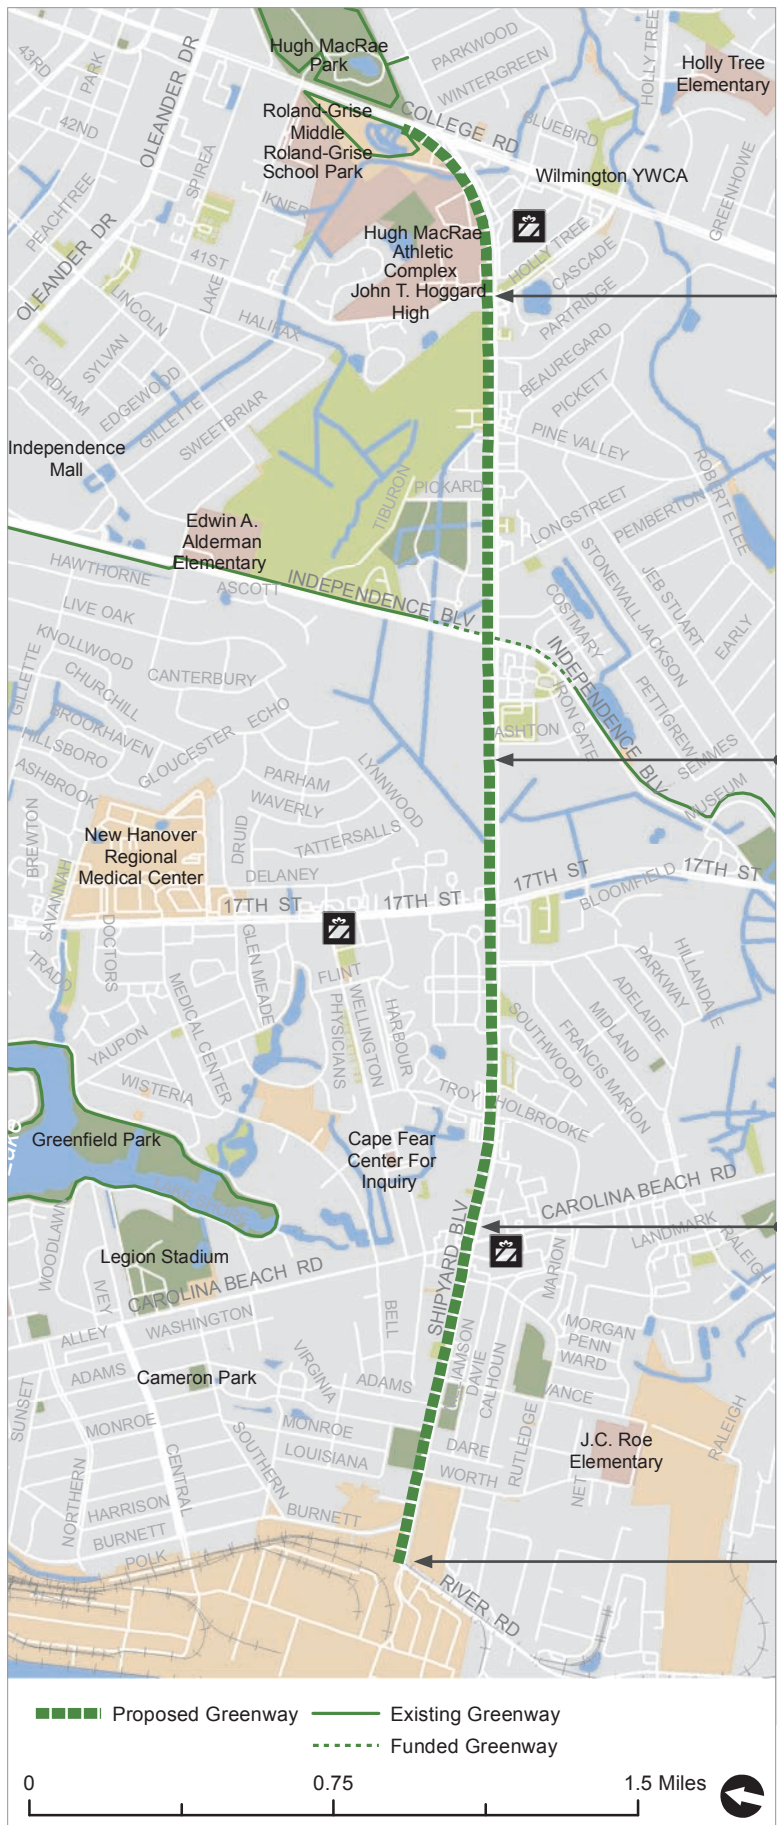 Hugh MacRae
Park
PARKWOOD
WINTERGREEN
HOLLY TREE
Holly Tree
Elementary
43RD
PARK
OLEANDER DR
42ND
Roland-Grise
Middle
Roland-Grise
School Park
COLLEGE RD
BLUEBIRD
Wilmington YWCA
GREENHOWE
PEACHTREE
SPIREA
IKNER
OLEANDER DR
41ST
LAKE
Hugh MacRae
Athletic
Complex
John T. Hoggard
High
HOLLY TREE
CASCADE
PARTRIDGE
LINCOLN
HALIFAX
BEAUREGARD
SYLVAN
FORDHAM
EDGEWOOD
GILLETTE
SWEETBRIAR
PICKETT
PINE VALLEY
Independence
Mall
ROBERT E LEE
TIBURON
PICKARD
LONGSTREET
PEMBERTON
Edwin A.
Alderman
Elementary
HAWTHORNE
ASCOTT
INDEPENDENCE BLV
STONEWALL JACKSON
JEB STUART
COSTMARY
EARLY
LIVE OAK
KNOLLWOOD
GILLETTE
CHURCHILL
CANTERBURY
INDEPENDENCE BLV
IRON GATE
PETTIGREW
BROOKHAVEN
HILLSBORO
GLOUCESTER
ECHO
ASHTON
SEMMES
ASHBROOK
PARHAM
LYNNWOOD
MUSEUM
BREWTON
WAVERLY
New Hanover
Regional
Medical Center
DRUID
TATTERSALLS
DELANEY
17TH ST
17TH ST
17TH ST
17TH ST
BLOOMFIELD
SAVANNAH
DOCTORS
GLEN MEADE
TRADD
MEDICAL CENTER
FLINT
PHYSICIANS
WELLINGTON
HARBOUR
PARKWAY
HILLANDALE
ADELAIDE
MIDLAND
FRANCIS MARION
SOUTHWOOD
YAUPON
WISTERIA
TROY
HOLBROOKE
Greenfield Park
Lake
Cape Fear
Center For
Inquiry
CAROLINA BEACH RD
WOODLAWN
LANDMARK
RALEIGH
Legion Stadium
SHIPYARD BLV
MARION
CAROLINA BEACH RD
IVEY
BELL
ALLEY
WASHINGTON
MORGAN
PENN
WARD
Cameron Park
ADAMS
VIRGINIA
ADAMS
DAVIE
CALHOUN
VANCE
SUNSET
MONROE
MONROE
SOUTHERN
LOUISIANA
DARE
WORTH
RUTLEDGE
NET
J.C. Roe
Elementary
RALEIGH
NORTHERN
CENTRAL
HARRISON
BURNETT
BURNETT
POLK
RIVER RD
Proposed Greenway
Existing Greenway
Funded Greenway
0
0.75
1.5 Miles